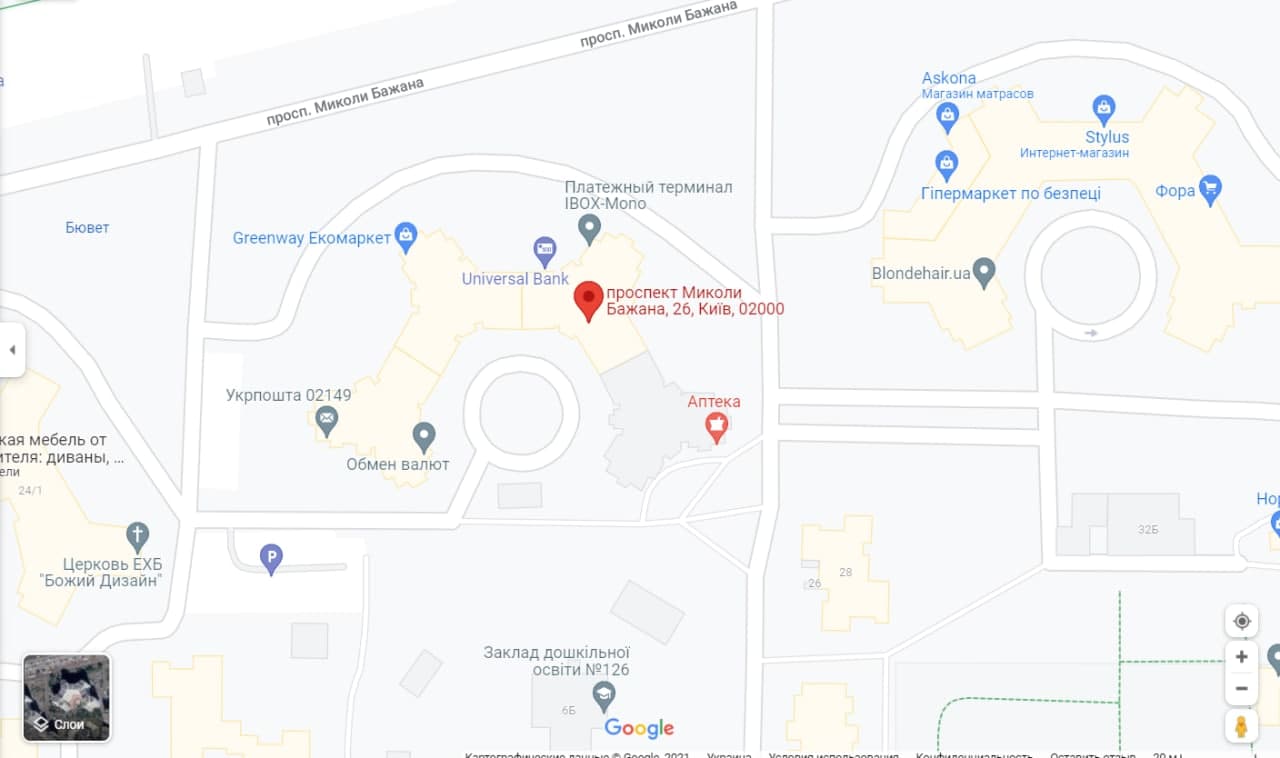 просп. Миколи Бажана
просп. Миколи Бажана
Askona
Магазин матрасов
Stylus
Интернет-магазин
Гіпермаркет по безпеці
Фора
Платежный терминал
IBOX-Mono
Бювет
Greenway Екомаркет
Universal Bank
Blondehair.ua
проспект Миколи
Бажана, 26, Київ, 02000
Укрпошта 02149
Аптека
кая мебель от
ителя: диваны, ...
ели
Обмен валют
24/1
32Б
Церковь ЕХБ
"Божий Дизайн"
P
28
26
Заклад дошкільної
освіти №126
6Б
Слои
Google
Картографические данные © Google, 2021 Украина Условия использования Конфиденциальность Оставить отзыв 20 м